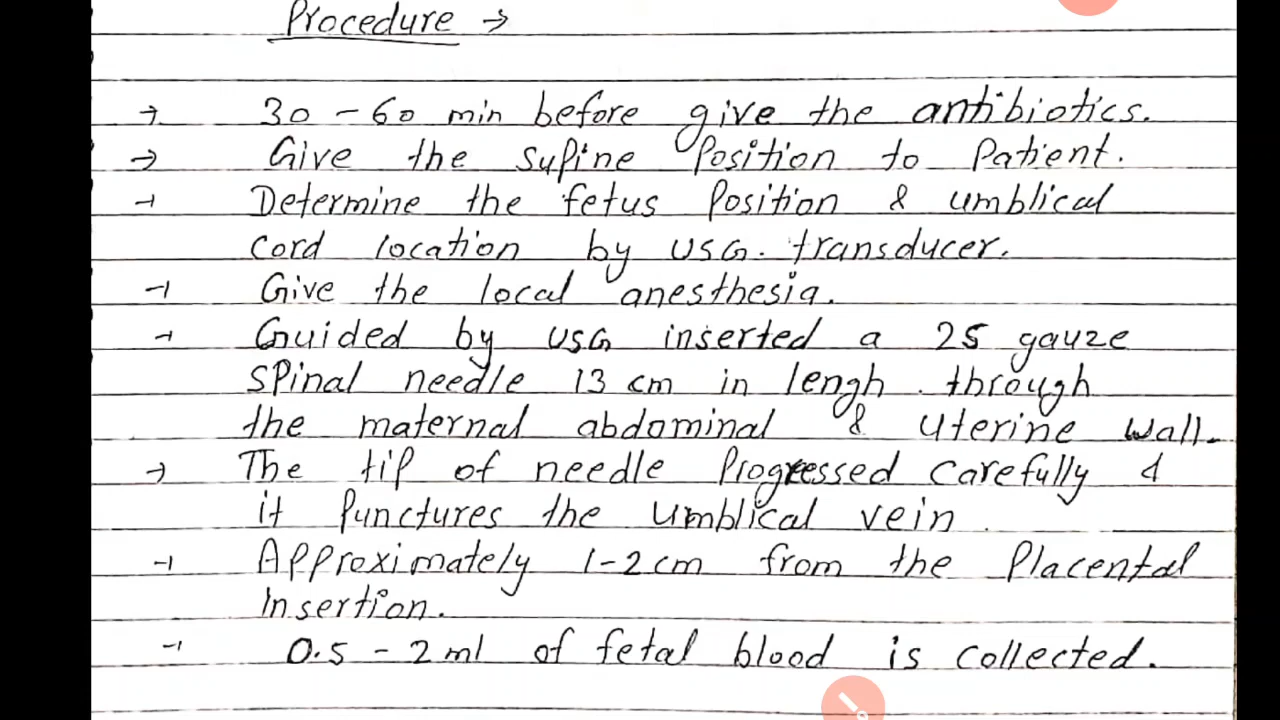 Procedure →
→ 30 - 60 min before give the antibiotics.
→ Give the supine Position to Patient.
→ Determine the fetus Position & umblical
cord location by USG. transducer.
→ Give the local anesthesia.
→ Guided by USG inserted a 25 gauze
spinal needle 13 cm in lengh. through
the maternal abdominal & uterine wall.
→ The tip of needle Progressed carefully &
it Punctures the umblical vein.
→ Approximately 1-2 cm from the Placental
Insertion.
→ 0.5 - 2 ml of fetal blood is collected.